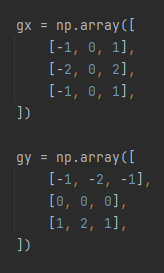 gx = np.array([
    [-1, 0, 1],
    [-2, 0, 2],
    [-1, 0, 1],
])
gy = np.array([
    [-1, -2, -1],
    [0, 0, 0],
    [1, 2, 1],
])